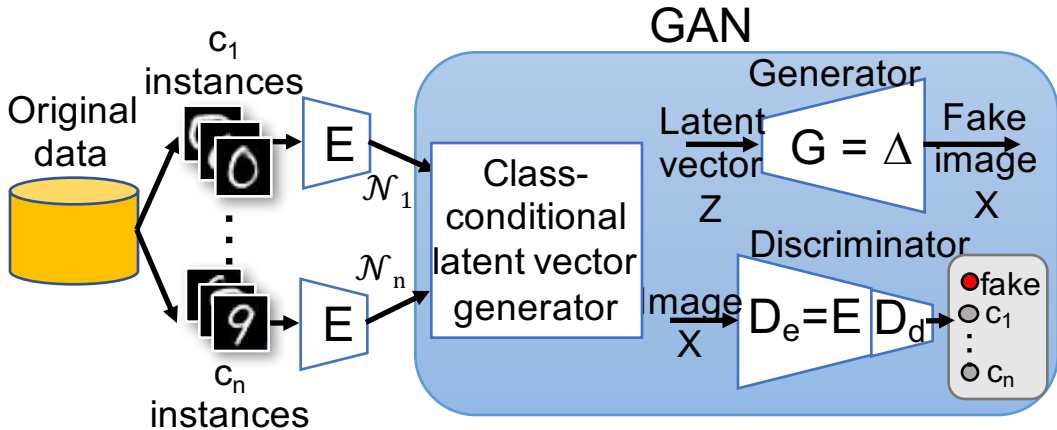 GAN
c1
instances
Original
data
E
𝒩1
Class-
conditional
latent vector
generator
𝒩n
E
9
cn
instances
Generator
Latent
vector
Z
G = Δ
Fake
image
X
Discriminator
Image
X
De=E
Dd
fake
c1
cn